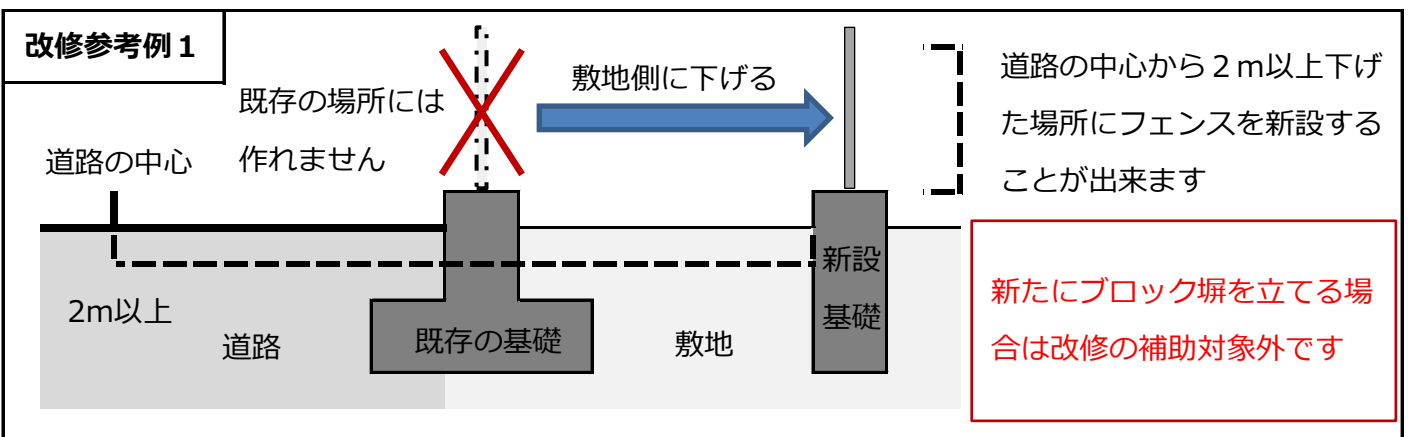 改修参考例１
既存の場所には
作れません
敷地側に下げる
道路の中心から２ｍ以上下げ
た場所にフェンスを新設する
ことが出来ます
道路の中心
2m以上
道路
既存の基礎
敷地
新設
基礎
新たにブロック塀を立てる場
合は改修の補助対象外です